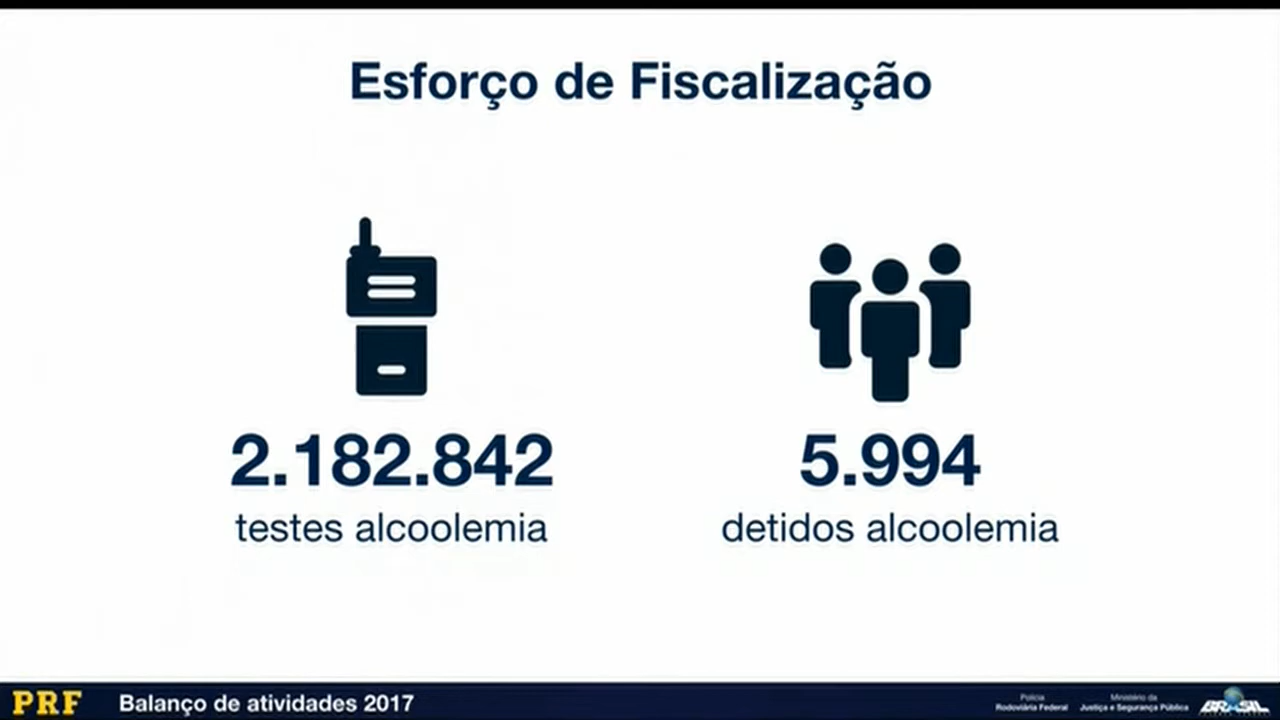 Esforço de Fiscalização
2.182.842
testes alcoolemia
5.994
detidos alcoolemia
PRF
Balanço de atividades 2017
Polícia
Rodoviária Federal
Ministério da
Justiça e Segurança Pública
BRASIL